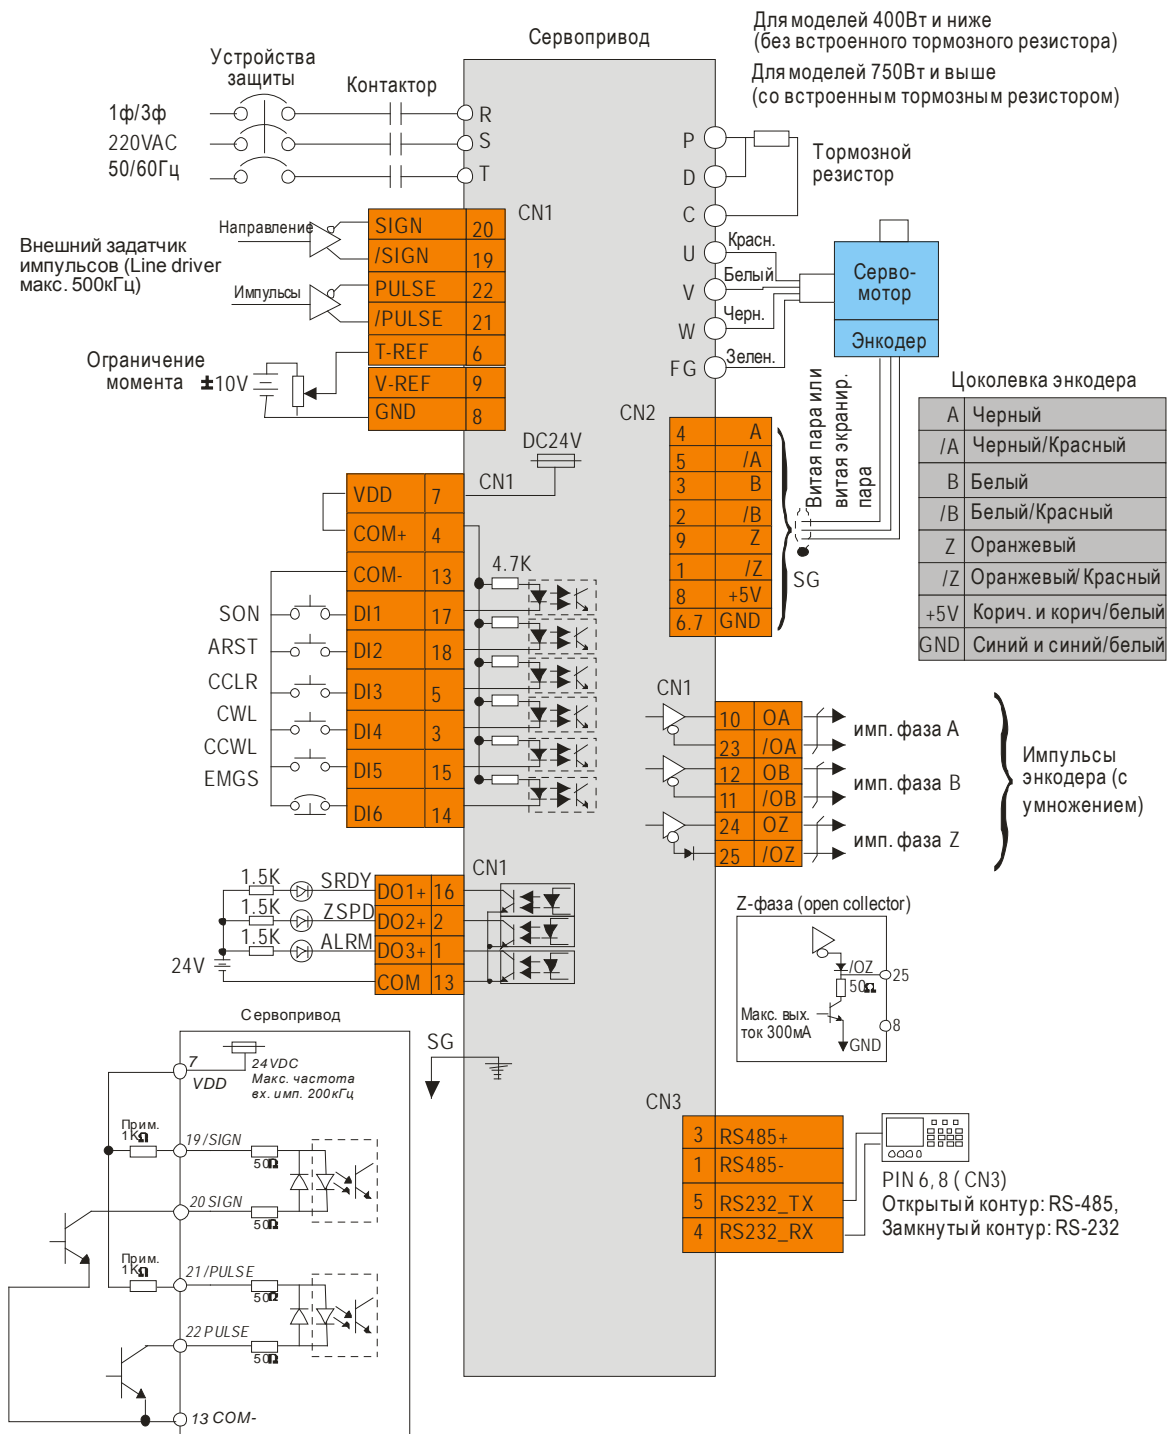 Сервопривод
Для моделей 400Вт и ниже
(без встроенного тормозного резистора)
Для моделей 750Вт и выше
(со встроенным тормозным резистором)
Устройства
защиты
Контактор
1ф/3ф
220VAC
50/60Гц
R
S
T
P
D
C
U
V
W
FG
Тормозной
резистор
Красн.
Белый
Черн.
Зелен.
Серво-
мотор
Энкодер
CN1
Внешний задатчик
импульсов (Line driver
макс. 500кГц)
Направление
Импульсы
SIGN 20
/SIGN 19
PULSE 22
/PULSE 21
T-REF 6
V-REF 9
GND 8
Ограничение
момента
±10V
DC24V
CN1
VDD 7
COM+ 4
COM- 13
DI1 17
DI2 18
DI3 5
DI4 3
DI5 15
DI6 14
SON
ARST
CCLR
CWL
CCWL
EMGS
4.7K
CN2
4 A
5 /A
3 B
2 /B
9 Z
1 /Z
8 +5V
6.7 GND
Витая пара или
витая экранир.
пара
SG
Цоколевка энкодера
A Черный
/A Черный/Красный
B Белый
/B Белый/Красный
Z Оранжевый
/Z Оранжевый/Красный
+5V Корич. и корич/белый
GND Синий и синий/белый
CN1
10 OA
23 /OA
12 OB
11 /OB
24 OZ
25 /OZ
имп. фаза A
имп. фаза B
имп. фаза Z
Импульсы
энкодера (с
умножением)
CN1
1.5K SRDY DO1+ 16
1.5K ZSPD DO2+ 2
1.5K ALRM DO3+ 1
24V COM 13
Z-фаза (open collector)
/OZ
50Ω
25
8
Макс. вых.
ток 300мА
GND
SG
Сервопривод
7
VDD
24VDC
Макс. частота
вх. имп. 200кГц
Прим.
1KΩ
19/SIGN
50Ω
20 SIGN
50Ω
Прим.
1KΩ
21/PULSE
50Ω
22 PULSE
50Ω
13 COM-
CN3
3 RS485+
1 RS485-
5 RS232_TX
4 RS232_RX
PIN 6, 8 ( CN3)
Открытый контур: RS-485,
Замкнутый контур: RS-232